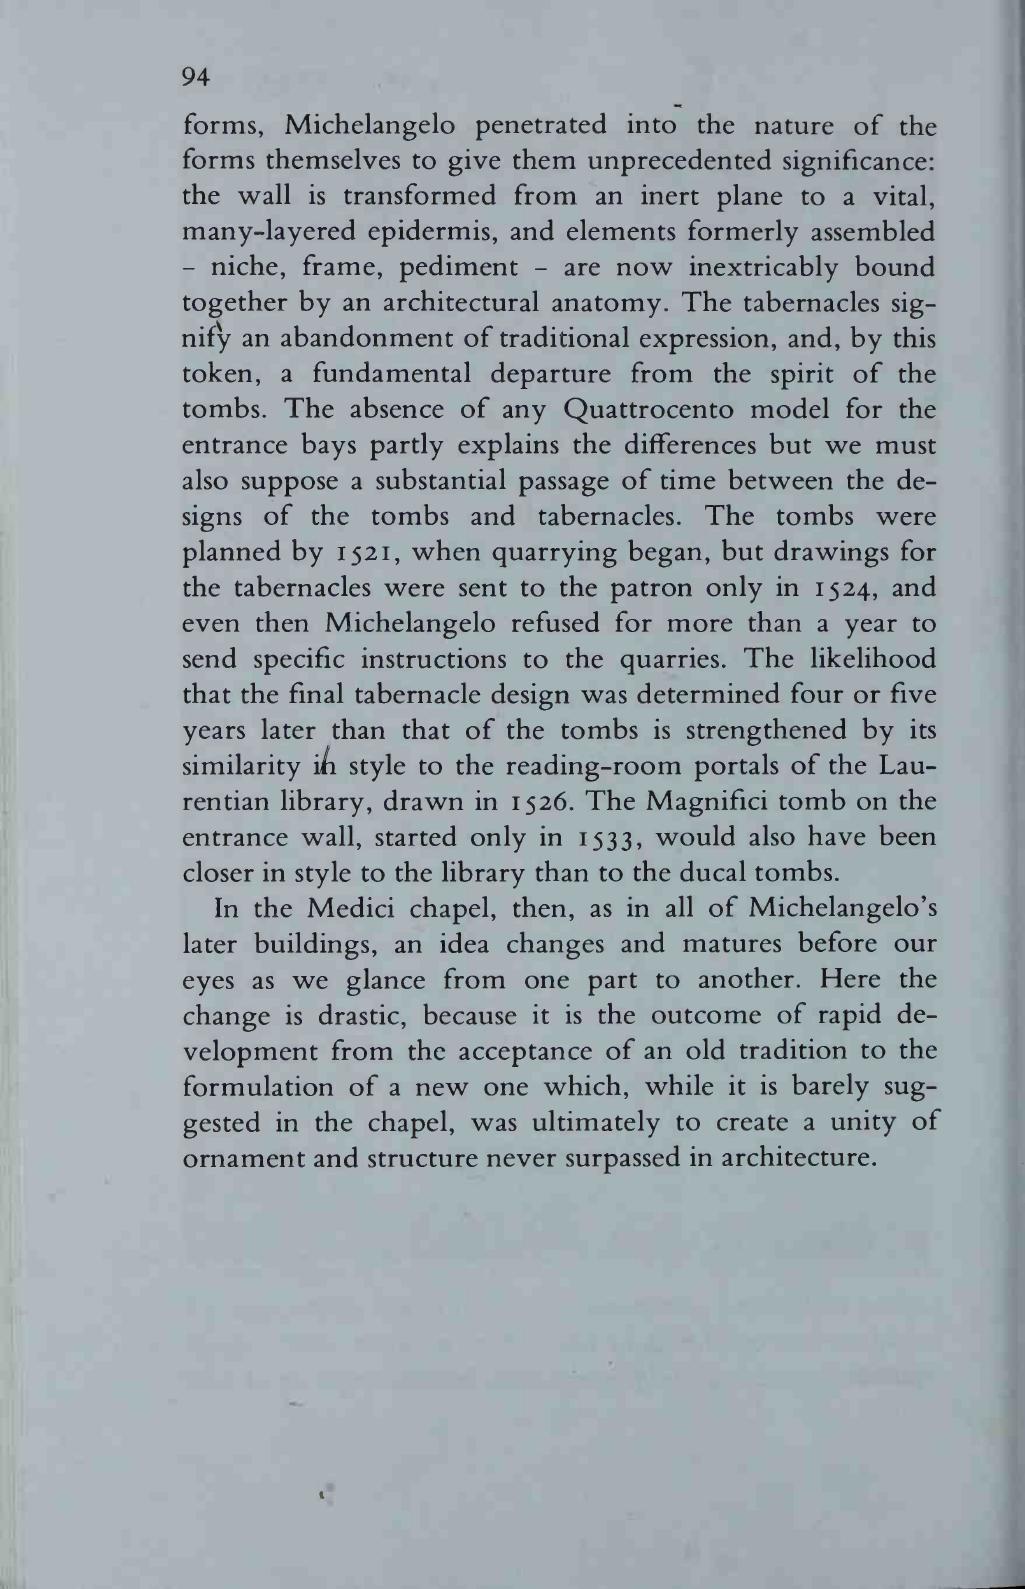 94
forms, Michelangelo penetrated into the nature of the
forms themselves to give them unprecedented significance:
the wall is transformed from an inert plane to a vital,
many-layered epidermis, and elements formerly assembled
– niche, frame, pediment – are now inextricably bound
together by an architectural anatomy. The tabernacles sig-
nify an abandonment of traditional expression, and, by this
token, a fundamental departure from the spirit of the
tombs. The absence of any Quattrocento model for the
entrance bays partly explains the differences but we must
also suppose a substantial passage of time between the de-
signs of the tombs and tabernacles. The tombs were
planned by 1521, when quarrying began, but drawings for
the tabernacles were sent to the patron only in 1524, and
even then Michelangelo refused for more than a year to
send specific instructions to the quarries. The likelihood
that the final tabernacle design was determined four or five
years later than that of the tombs is strengthened by its
similarity in style to the reading-room portals of the Lau-
rentian library, drawn in 1526. The Magnifici tomb on the
entrance wall, started only in 1533, would also have been
closer in style to the library than to the ducal tombs.
In the Medici chapel, then, as in all of Michelangelo's
later buildings, an idea changes and matures before our
eyes as we glance from one part to another. Here the
change is drastic, because it is the outcome of rapid de-
velopment from the acceptance of an old tradition to the
formulation of a new one which, while it is barely sug-
gested in the chapel, was ultimately to create a unity of
ornament and structure never surpassed in architecture.